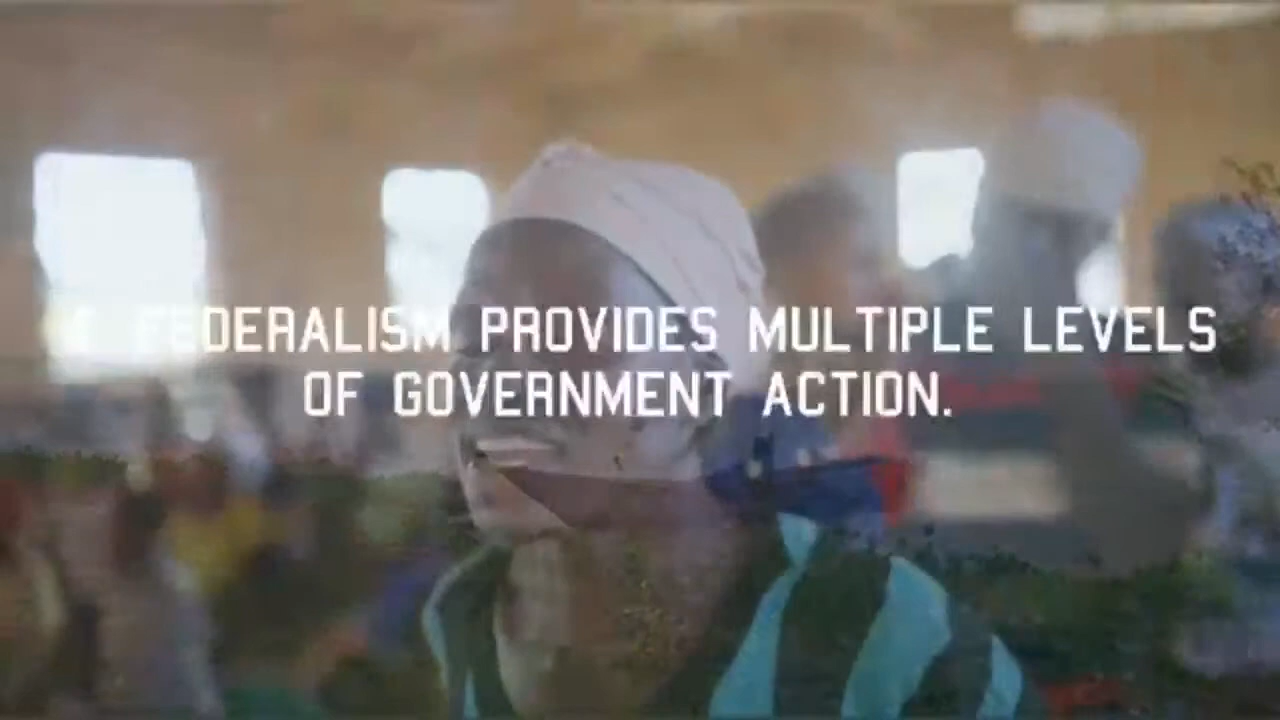 FEDERALISM PROVIDES MULTIPLE LEVELS
OF GOVERNMENT ACTION.